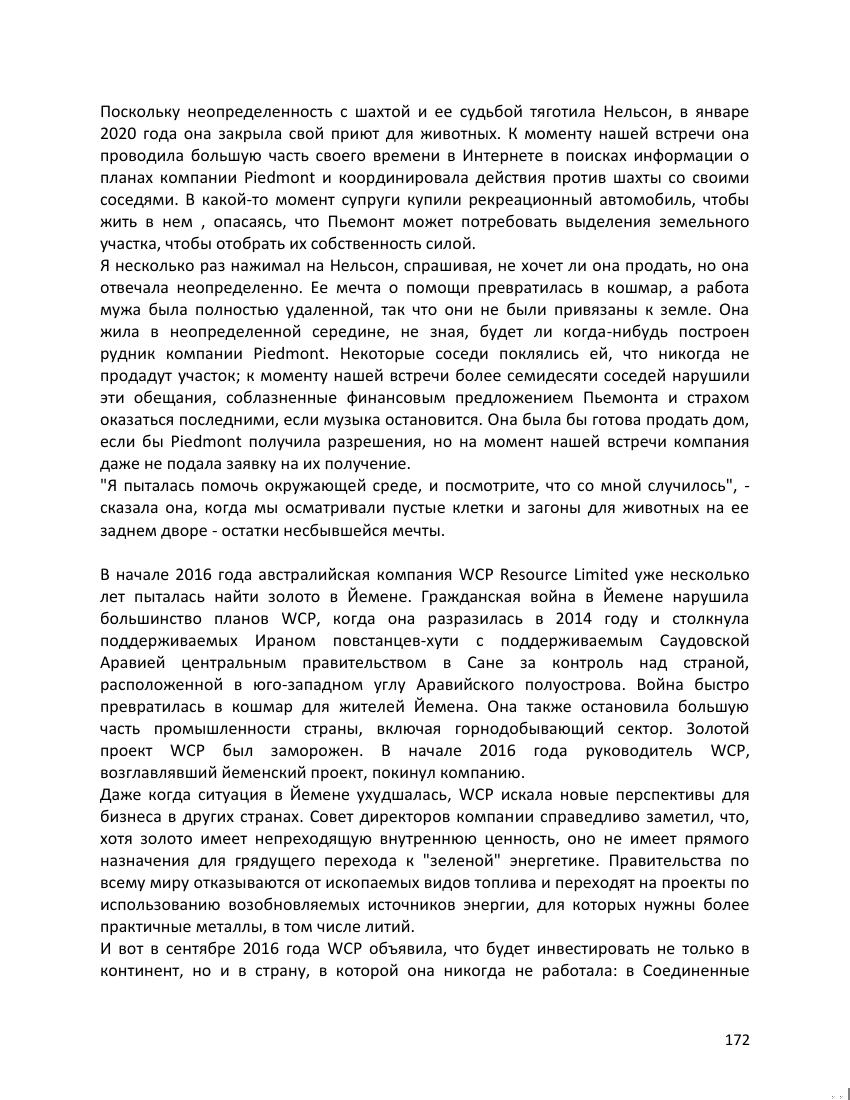 Поскольку неопределенность с шахтой и ее судьбой тяготила Нельсон, в январе
2020 года она закрыла свой приют для животных. К моменту нашей встречи она
проводила большую часть своего времени в Интернете в поисках информации о
планах компании Piedmont и координировала действия против шахты со своими
соседями. В какой-то момент супруги купили рекреационный автомобиль, чтобы
жить в нем , опасаясь, что Пьемонт может потребовать выделения земельного
участка, чтобы отобрать их собственность силой.
Я несколько раз нажимал на Нельсон, спрашивая, не хочет ли она продать, но она
отвечала неопределенно. Ее мечта о помощи превратилась в кошмар, а работа
мужа была полностью удаленной, так что они не были привязаны к земле. Она
жила в неопределенной середине, не зная, будет ли когда-нибудь построен
рудник компании Piedmont. Некоторые соседи поклялись ей, что никогда не
продадут участок; к моменту нашей встречи более семидесяти соседей нарушили
эти обещания, соблазненные финансовым предложением Пьемонта и страхом
оказаться последними, если музыка остановится. Она была бы готова продать дом,
если бы Piedmont получила разрешения, но на момент нашей встречи компания
даже не подала заявку на их получение.
"Я пыталась помочь окружающей среде, и посмотрите, что со мной случилось", -
сказала она, когда мы осматривали пустые клетки и загоны для животных на ее
заднем дворе - остатки несбывшейся мечты.
В начале 2016 года австралийская компания WCP Resource Limited уже несколько
лет пыталась найти золото в Йемене. Гражданская война в Йемене нарушила
большинство планов WCP, когда она разразилась в 2014 году и столкнула
поддерживаемых Ираном повстанцев-хути с поддерживаемым Саудовской
Аравией центральным правительством в Сане за контроль над страной,
расположенной в юго-западном углу Аравийского полуострова. Война быстро
превратилась в кошмар для жителей Йемена. Она также остановила большую
часть промышленности страны, включая горнодобывающий сектор. Золотой
проект WCP был заморожен. В начале 2016 года руководитель WCP,
возглавлявший йеменский проект, покинул компанию.
Даже когда ситуация в Йемене ухудшалась, WCP искала новые перспективы для
бизнеса в других странах. Совет директоров компании справедливо заметил, что,
хотя золото имеет непреходящую внутреннюю ценность, оно не имеет прямого
назначения для грядущего перехода к "зеленой" энергетике. Правительства по
всему миру отказываются от ископаемых видов топлива и переходят на проекты по
использованию возобновляемых источников энергии, для которых нужны более
практичные металлы, в том числе литий.
И вот в сентябре 2016 года WCP объявила, что будет инвестировать не только в
континент, но и в страну, в которой она никогда не работала: в Соединенные
172